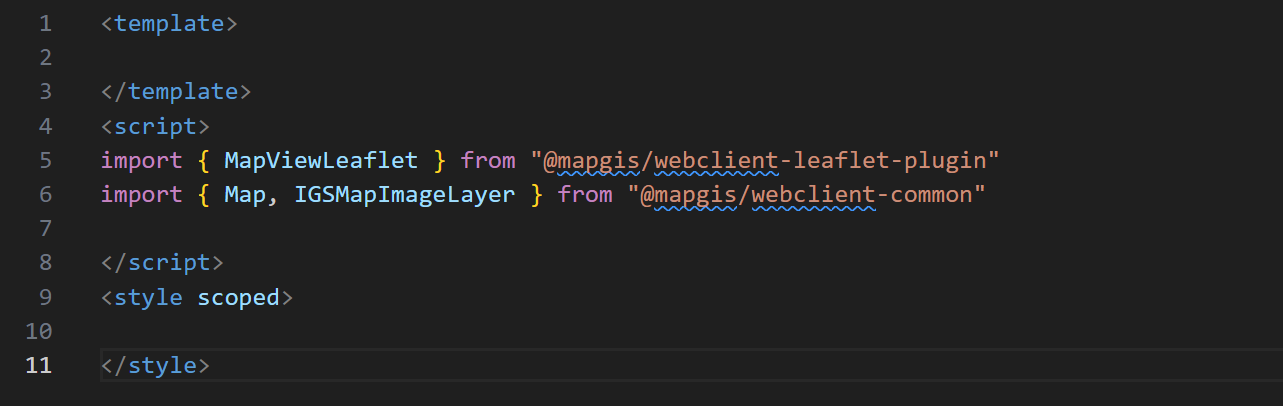 1 <template>
2
3 </template>
4 <script>
5 import { MapViewLeaflet } from "@mapgis/webclient-leaflet-plugin"
6 import { Map, IGSMapImageLayer } from "@mapgis/webclient-common"
7
8 </script>
9 <style scoped>
10
11 </style>